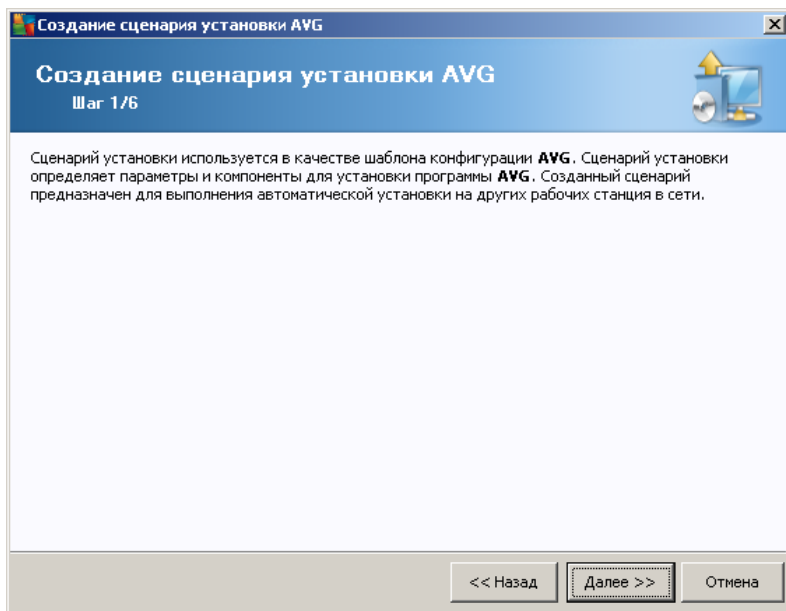 Создание сценария установки AVG
Создание сценария установки AVG
Шаг 1/6
Сценарий установки используется в качестве шаблона конфигурации AVG. Сценарий установки
определяет параметры и компоненты для установки программы AVG. Созданный сценарий
предназначен для выполнения автоматической установки на других рабочих станция в сети.
<< Назад Далее >> Отмена